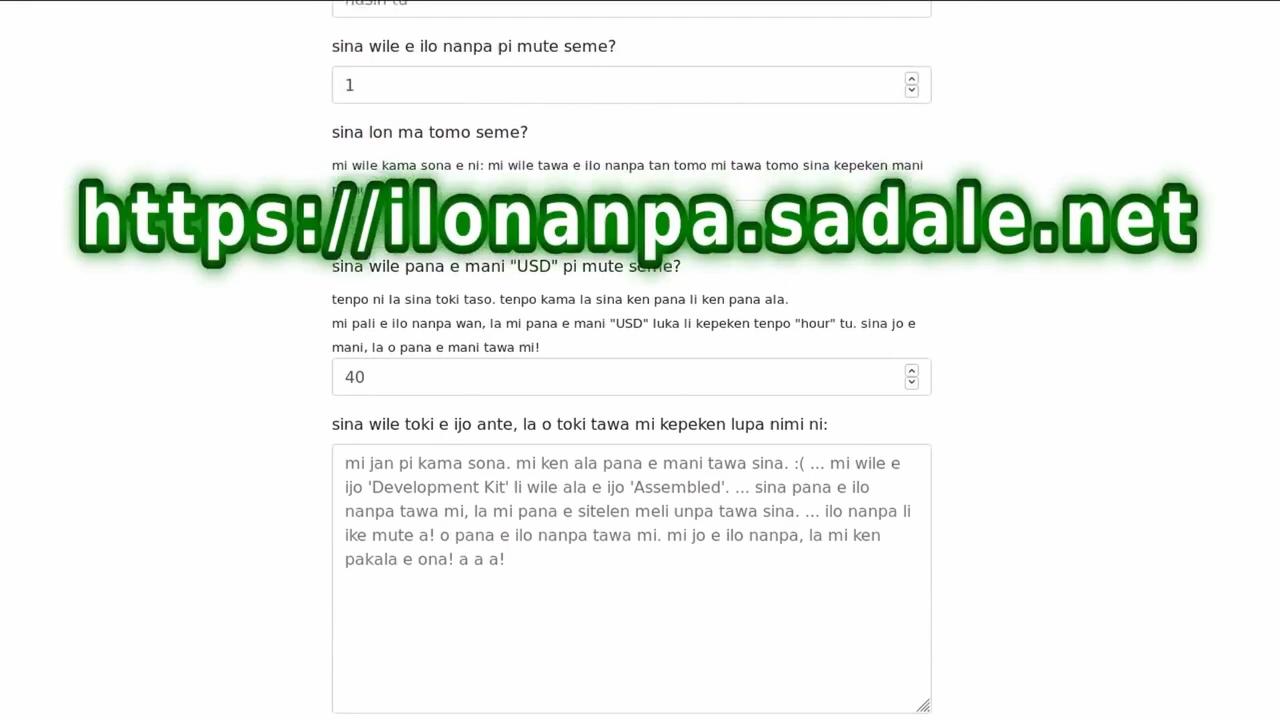 nasin tu
sina wile e ilo nanpa pi mute seme?
1
sina lon ma tomo seme?
mi wile kama sona e ni: mi wile tawa e ilo nanpa tan tomo mi tawa tomo sina kepeken mani
https://ilonanpa.sadale.net
sina wile pana e mani "USD" pi mute seme?
tenpo ni la sina toki taso. tenpo kama la sina ken pana li ken pana ala.
mi pali e ilo nanpa wan, la mi pana e mani "USD" luka li kepeken tenpo "hour" tu. sina jo e
mani, la o pana e mani tawa mi!
40
sina wile toki e ijo ante, la o toki tawa mi kepeken lupa nimi ni:
mi jan pi kama sona. mi ken ala pana e mani tawa sina. :( ... mi wile e
ijo 'Development Kit' li wile ala e ijo 'Assembled'. ... sina pana e ilo
nanpa tawa mi, la mi pana e sitelen meli unpa tawa sina. ... ilo nanpa li
ike mute a! o pana e ilo nanpa tawa mi. mi jo e ilo nanpa, la mi ken
pakala e ona! a a a!